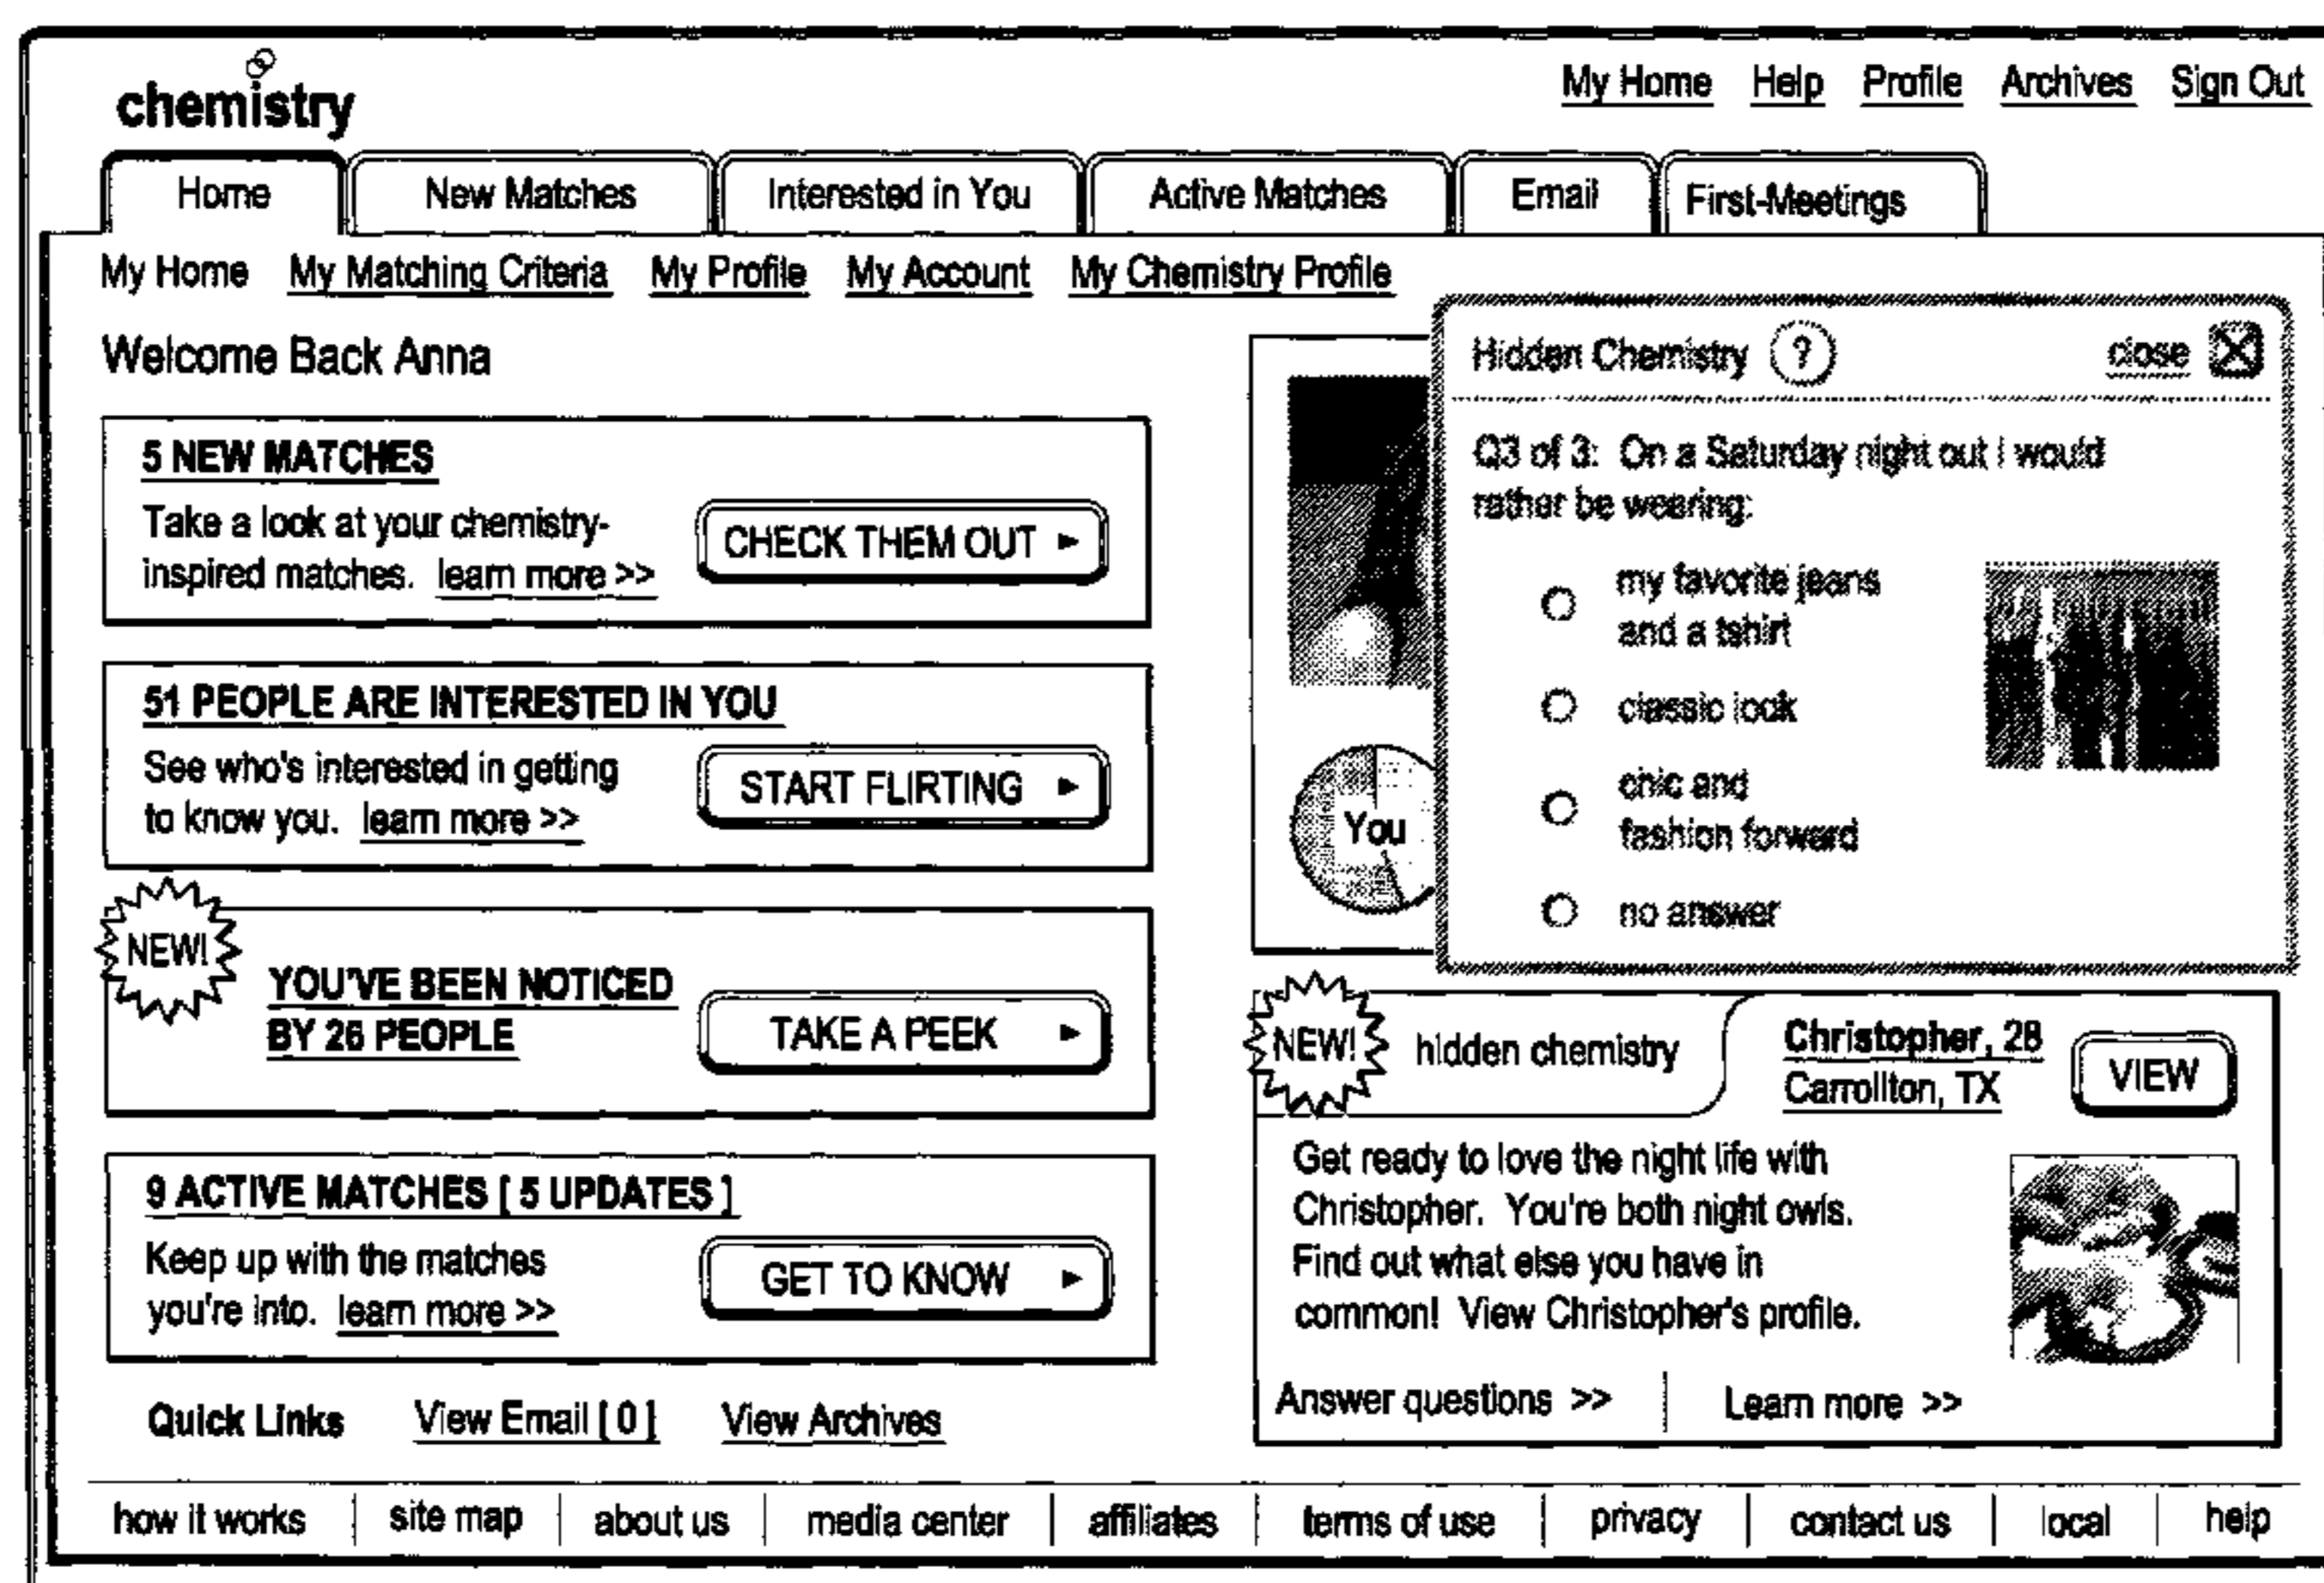 chemistry
My Home Help Profile Archives Sign Out
Home New Matches Interested in You Active Matches Email First-Meetings
My Home My Matching Criteria My Profile My Account My Chemistry Profile
Welcome Back Anna
5 NEW MATCHES
Take a look at your chemistry-
inspired matches. learn more >>
CHECK THEM OUT ►
51 PEOPLE ARE INTERESTED IN YOU
See who's interested in getting
to know you. learn more >>
START FLIRTING ►
NEW!
YOU'VE BEEN NOTICED
BY 26 PEOPLE
TAKE A PEEK ►
9 ACTIVE MATCHES [ 5 UPDATES ]
Keep up with the matches
you're into. learn more >>
GET TO KNOW ►
Quick Links View Email [ 0 ] View Archives
You
Hidden Chemistry ? close X
Q3 of 3: On a Saturday night out I would
rather be wearing:
my favorite jeans
and a tshirt
classic look
chic and
fashion forward
no answer
NEW!
hidden chemistry
Christopher, 28
Carrollton, TX
VIEW
Get ready to love the night life with
Christopher. You're both night owls.
Find out what else you have in
common! View Christopher's profile.
Answer questions >> | Learn more >>
how it works | site map | about us | media center | affiliates | terms of use | privacy | contact us | local | help